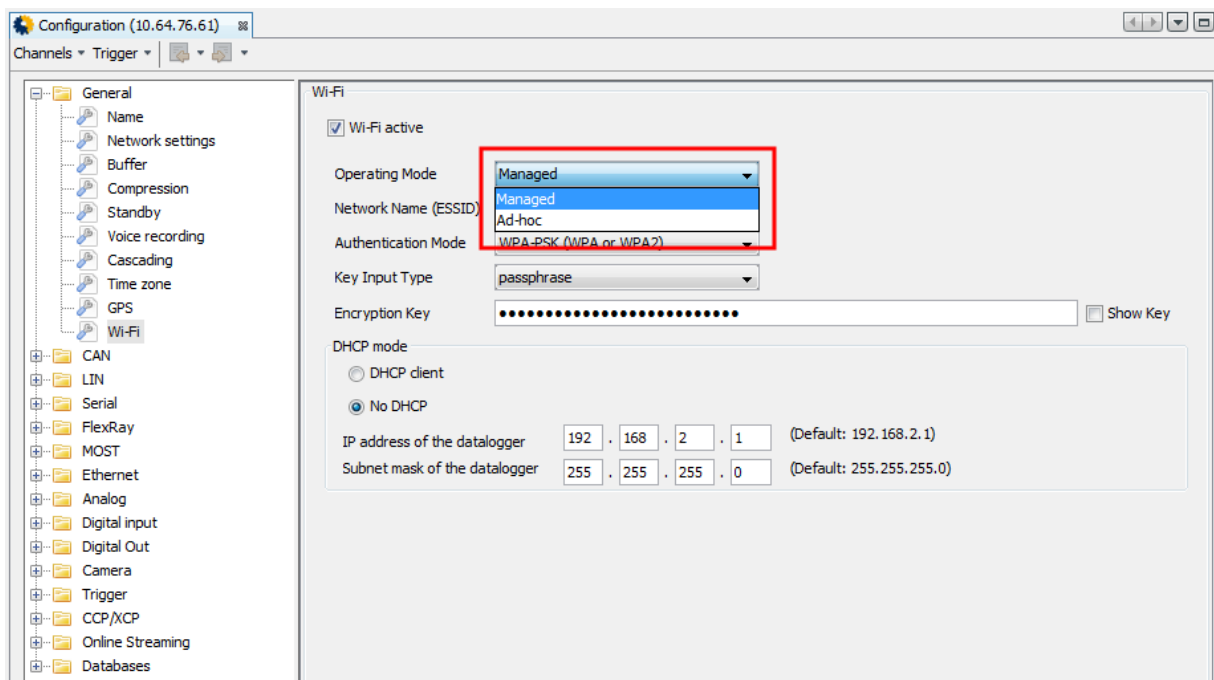 Configuration (10.64.76.61)
Channels Trigger
General
Name
Network settings
Buffer
Compression
Standby
Voice recording
Cascading
Time zone
GPS
Wi-Fi
CAN
LIN
Serial
FlexRay
MOST
Ethernet
Analog
Digital input
Digital Out
Camera
Trigger
CCP/XCP
Online Streaming
Databases
Wi-Fi
Wi-Fi active
Operating Mode Managed
Managed
Network Name (ESSID)
Ad-hoc
Authentication Mode WPA-PSK (WPA or WPA2)
Key Input Type passphrase
Encryption Key ●●●●●●●●●●●●●●●●●●●●●●●●●● Show Key
DHCP mode
DHCP client
No DHCP
IP address of the datalogger 192 . 168 . 2 . 1 (Default: 192.168.2.1)
Subnet mask of the datalogger 255 . 255 . 255 . 0 (Default: 255.255.255.0)